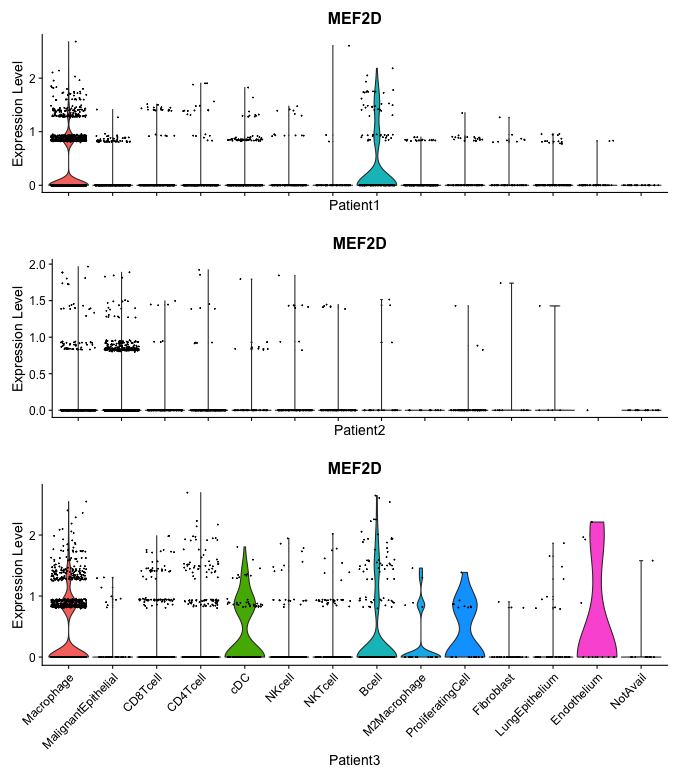 MEF2D
Expression Level
2
1
0
Patient1
MEF2D
Expression Level
2.0
1.5
1.0
0.5
0.0
Patient2
MEF2D
Expression Level
2
1
0
Macrophage
MalignantEpithelial
CD8Tcell
CD4Tcell
cDC
NKcell
NKTcell
Bcell
M2Macrophage
ProliferatingCell
Fibroblast
LungEpithelium
Endothelium
NotAvail
Patient3